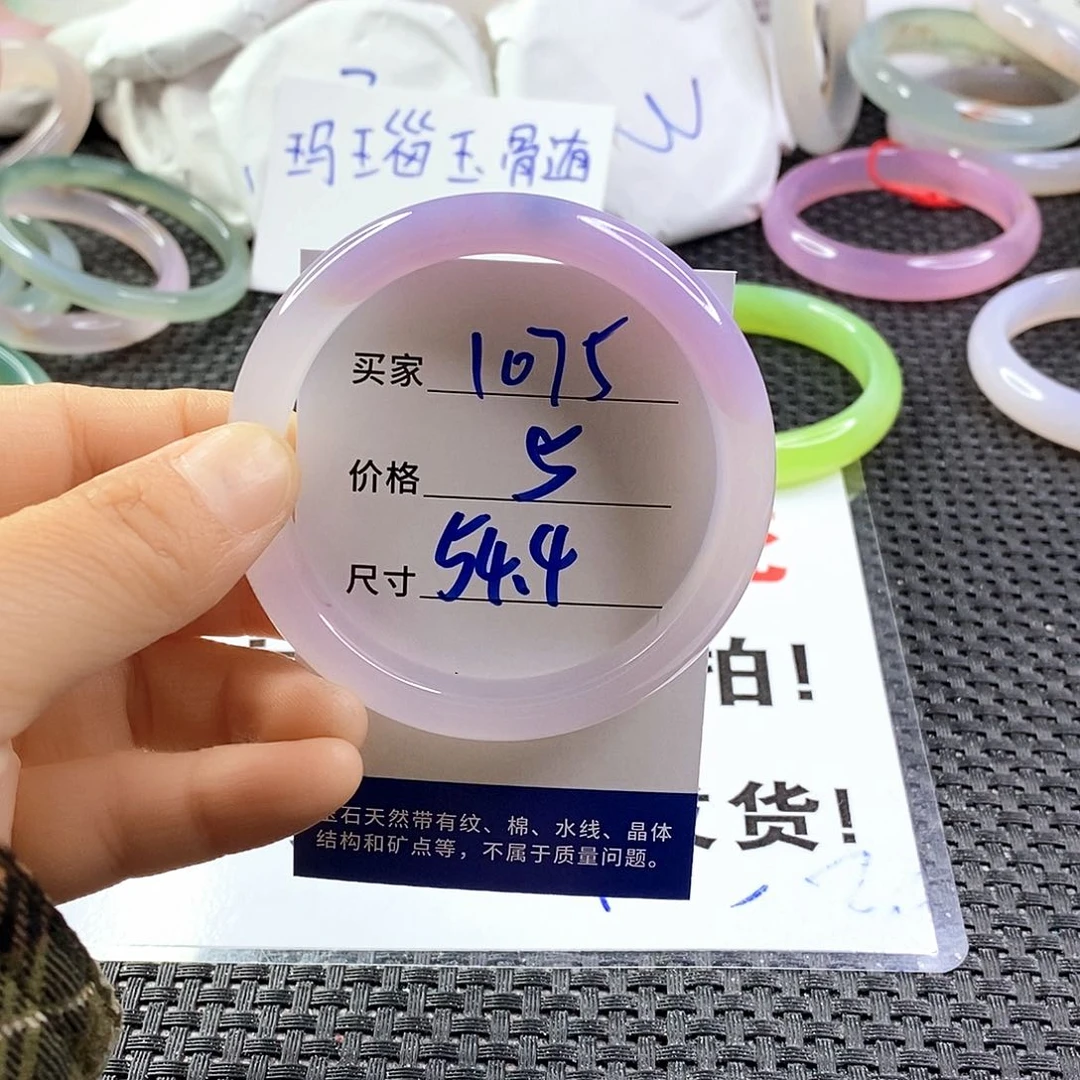 玛瑙玉骨髓
买家 1075
价格 5
尺寸 54.4
拍!
发货!
宝石天然带有纹、棉、水线、晶体
结构和矿点等，不属于质量问题。